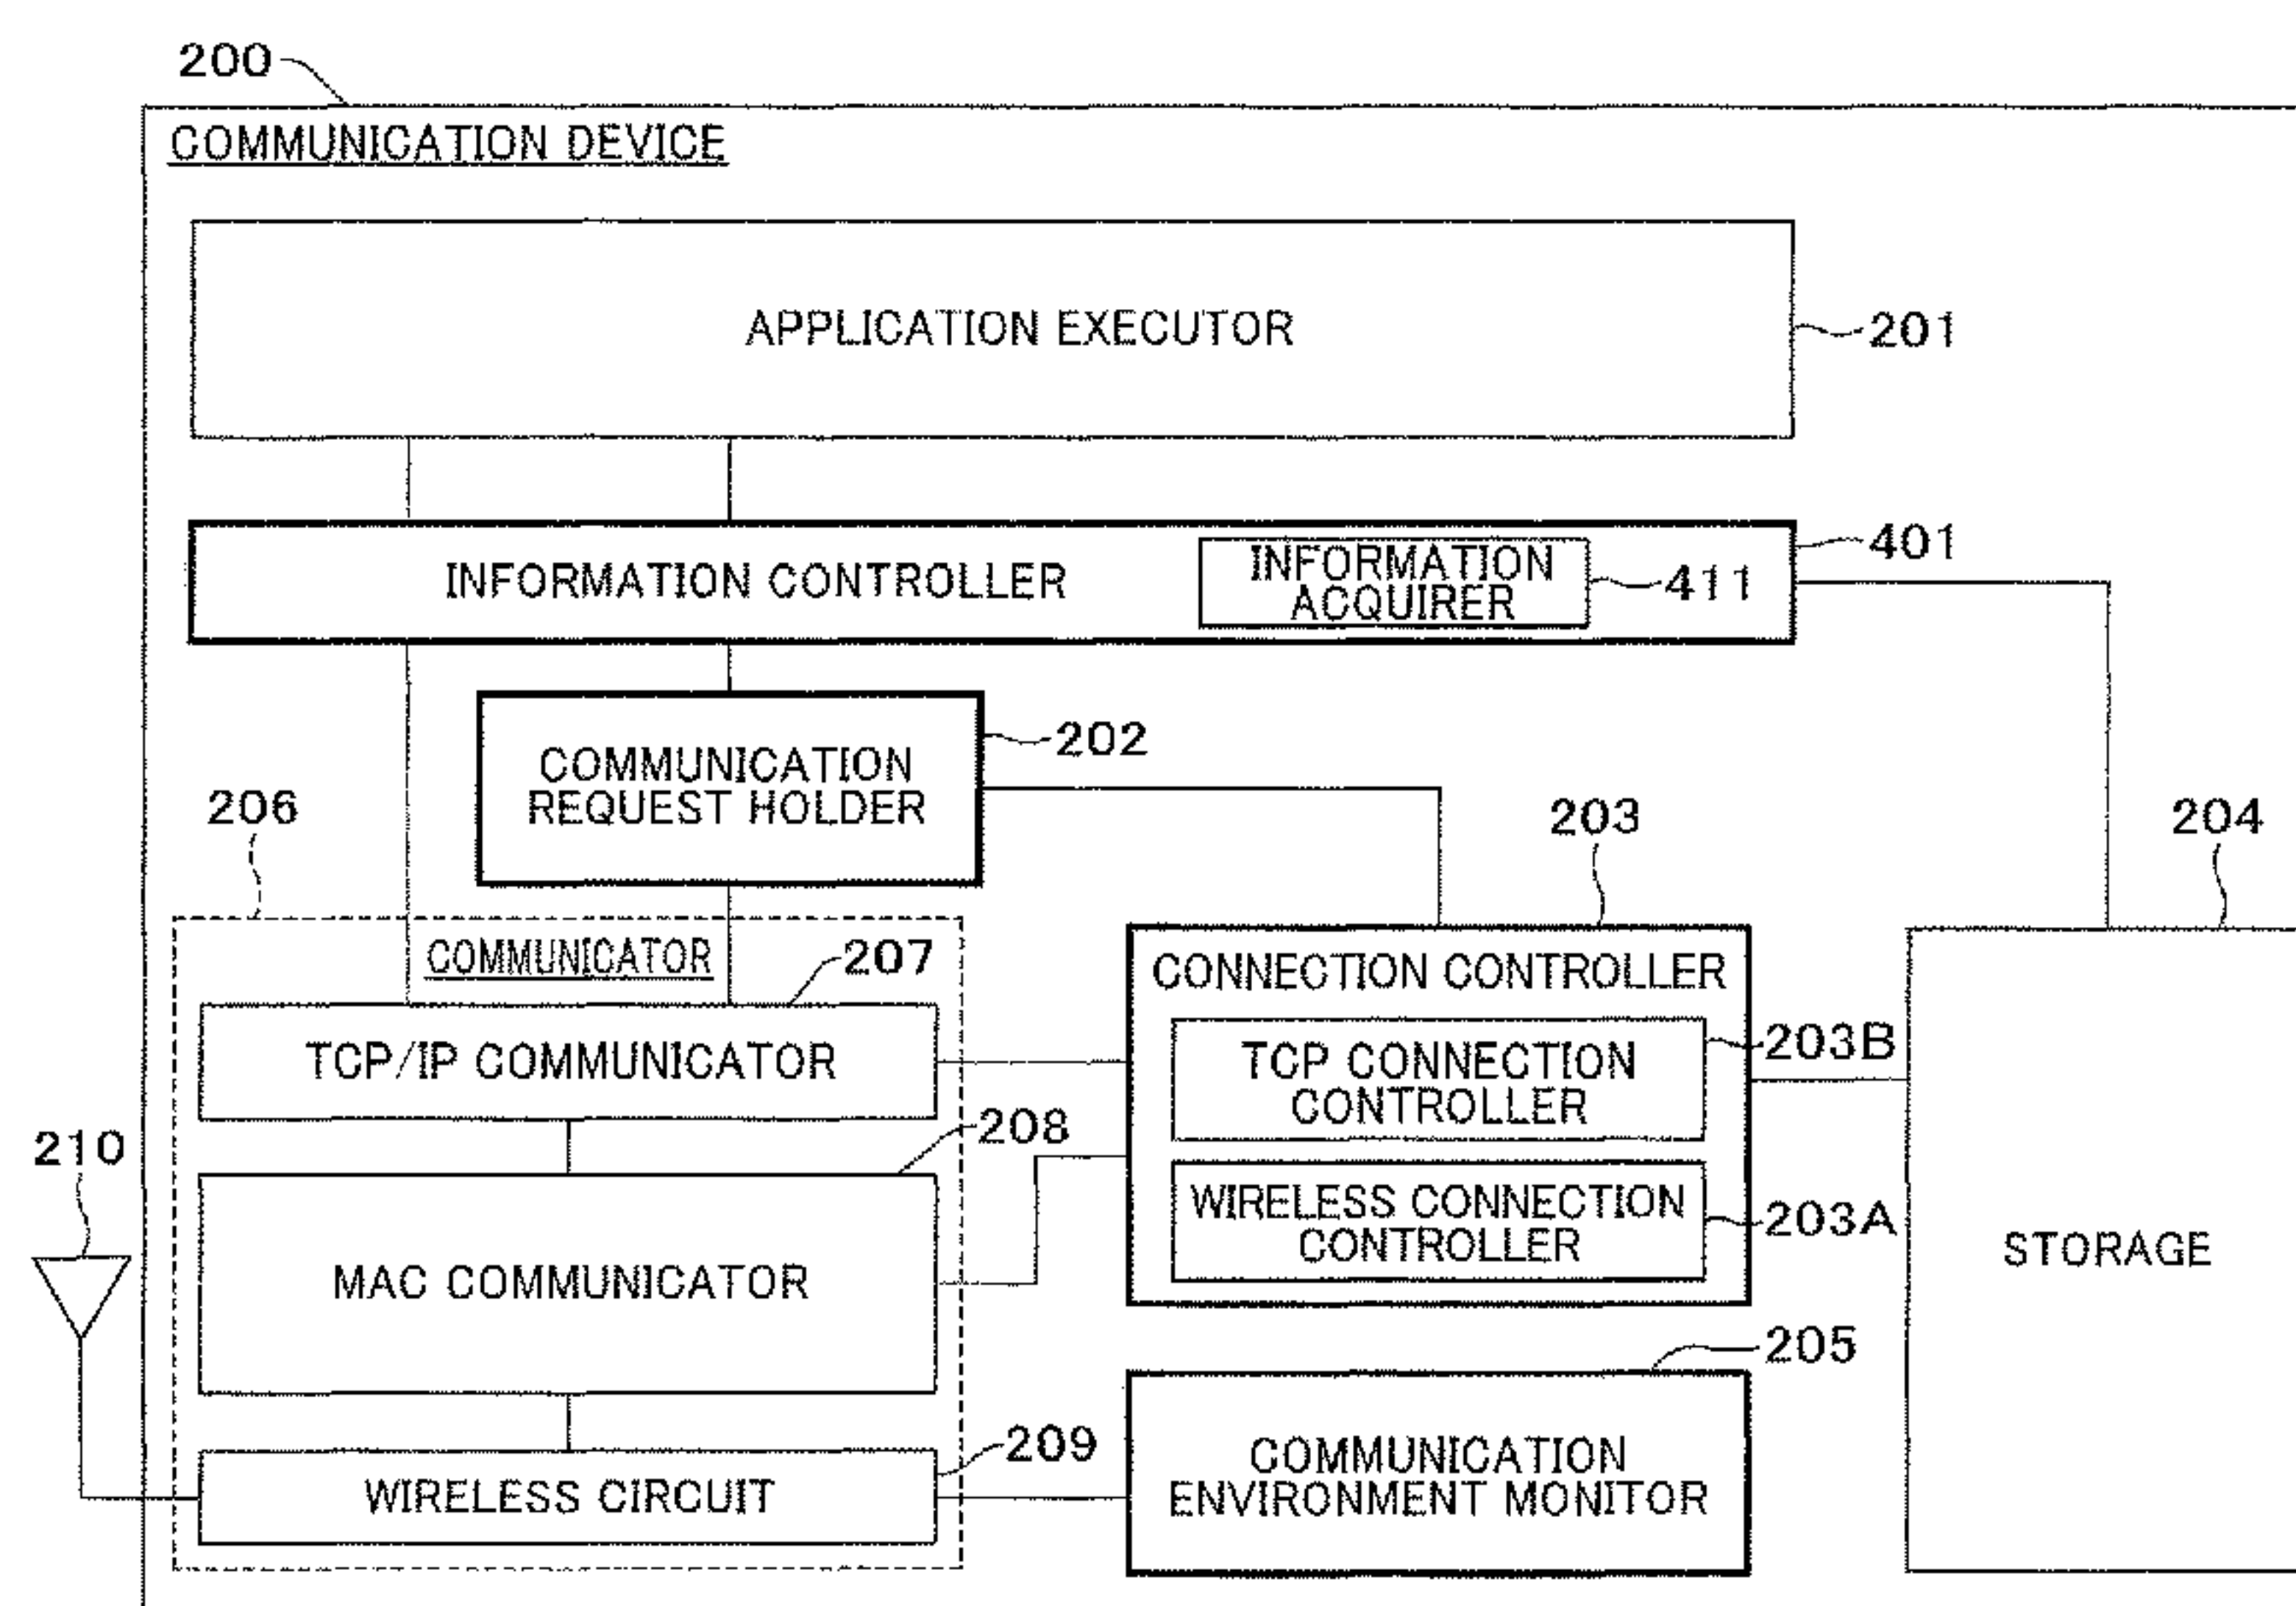 200
COMMUNICATION DEVICE
APPLICATION EXECUTOR
201
INFORMATION CONTROLLER
INFORMATION
ACQUIRER
411
401
COMMUNICATION
REQUEST HOLDER
202
206
COMMUNICATOR
207
TCP/IP COMMUNICATOR
208
MAC COMMUNICATOR
210
WIRELESS CIRCUIT
209
203
CONNECTION CONTROLLER
TCP CONNECTION
CONTROLLER
203B
WIRELESS CONNECTION
CONTROLLER
203A
204
STORAGE
205
COMMUNICATION
ENVIRONMENT MONITOR